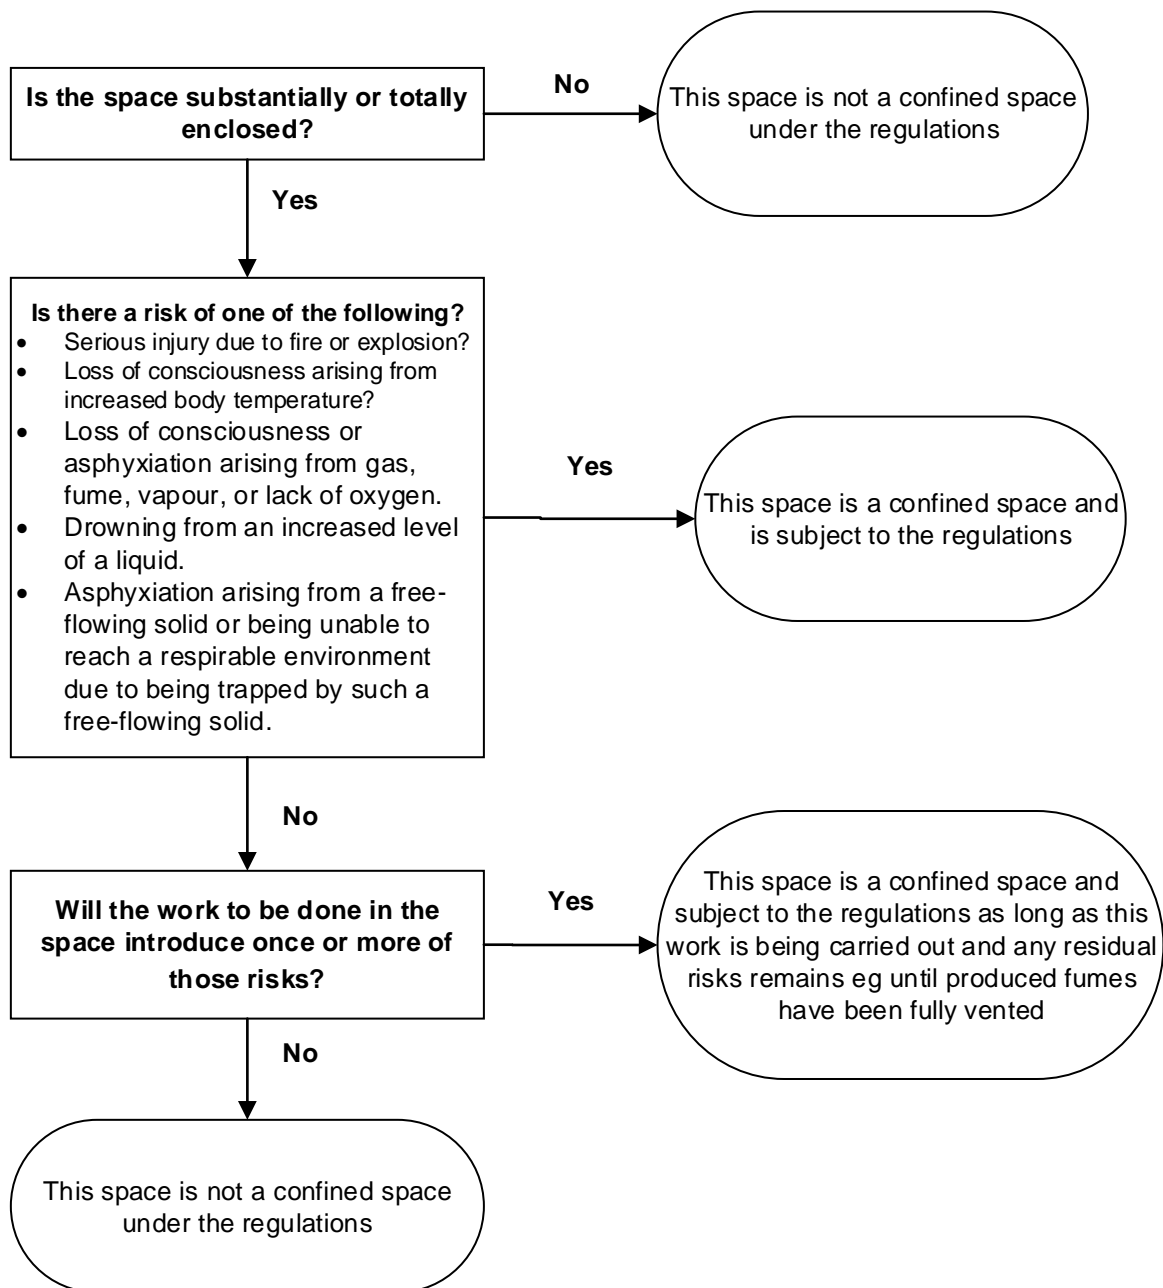 Is the space substantially or totally
enclosed?
No
This space is not a confined space
under the regulations
Yes
Is there a risk of one of the following?
• Serious injury due to fire or explosion?
• Loss of consciousness arising from
increased body temperature?
• Loss of consciousness or
asphyxiation arising from gas,
fume, vapour, or lack of oxygen.
• Drowning from an increased level
of a liquid.
• Asphyxiation arising from a free-
flowing solid or being unable to
reach a respirable environment
due to being trapped by such a
free-flowing solid.
Yes
This space is a confined space and
is subject to the regulations
No
Will the work to be done in the
space introduce once or more of
those risks?
Yes
This space is a confined space and
subject to the regulations as long as this
work is being carried out and any residual
risks remains eg until produced fumes
have been fully vented
No
This space is not a confined space
under the regulations